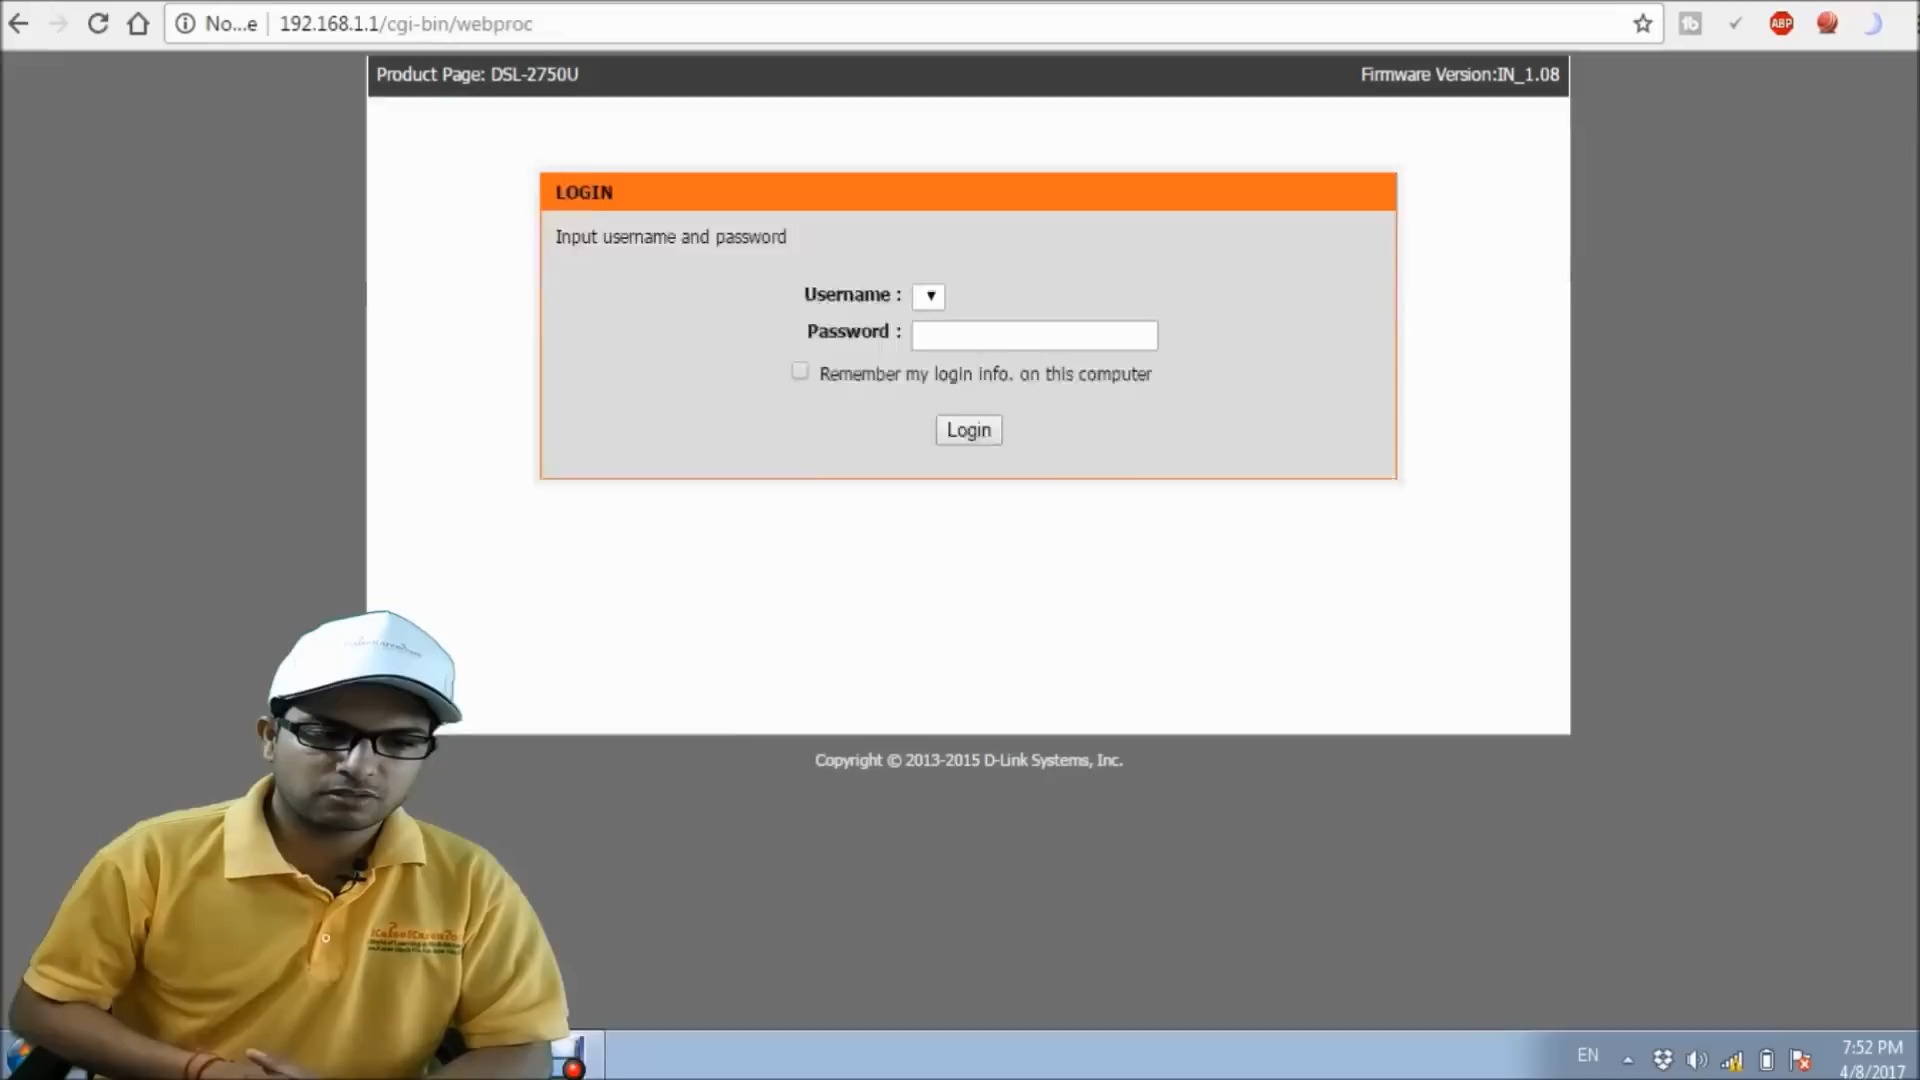 No...e 192.168.1.1/cgi-bin/webproc
ABP
Product Page: DSL-2750U Firmware Version:IN_1.08
LOGIN
Input username and password
Username :
Password :
Remember my login info. on this computer
Login
Copyright © 2013-2015 D-Link Systems, Inc.
EN
7:52 PM
4/8/2017